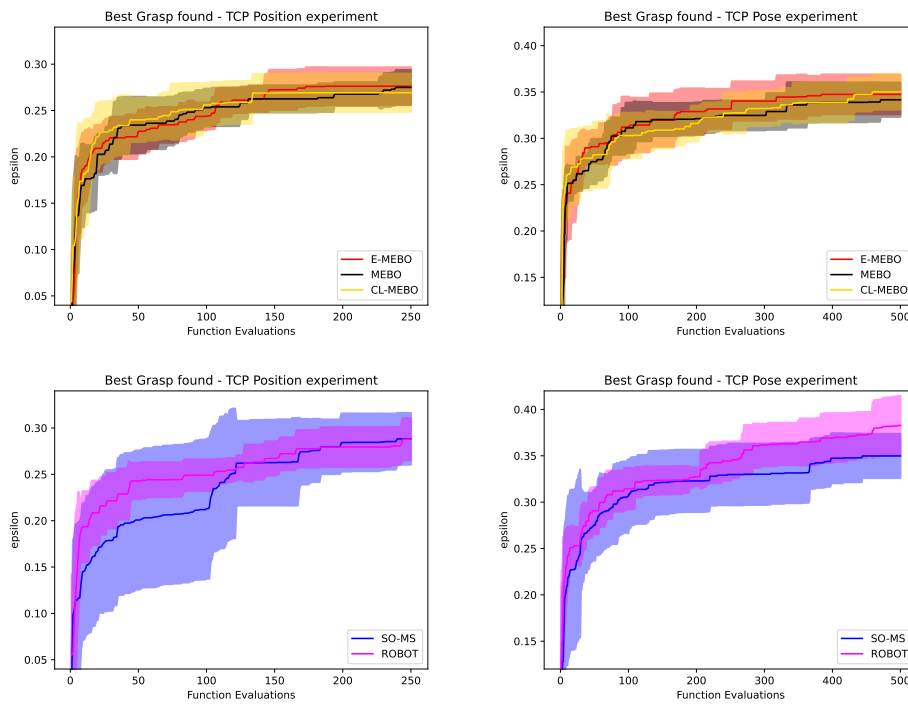 Best Grasp found - TCP Position experiment
0.30
0.25
0.20
0.15
0.10
0.05
epsilon
E-MEBO
MEBO
CL-MEBO
0 50 100 150 200 250
Function Evaluations
Best Grasp found - TCP Pose experiment
0.40
0.35
0.30
0.25
0.20
0.15
epsilon
E-MEBO
MEBO
CL-MEBO
0 100 200 300 400 500
Function Evaluations
Best Grasp found - TCP Position experiment
0.30
0.25
0.20
0.15
0.10
0.05
epsilon
SO-MS
ROBOT
0 50 100 150 200 250
Function Evaluations
Best Grasp found - TCP Pose experiment
0.40
0.35
0.30
0.25
0.20
0.15
epsilon
SO-MS
ROBOT
0 100 200 300 400 500
Function Evaluations